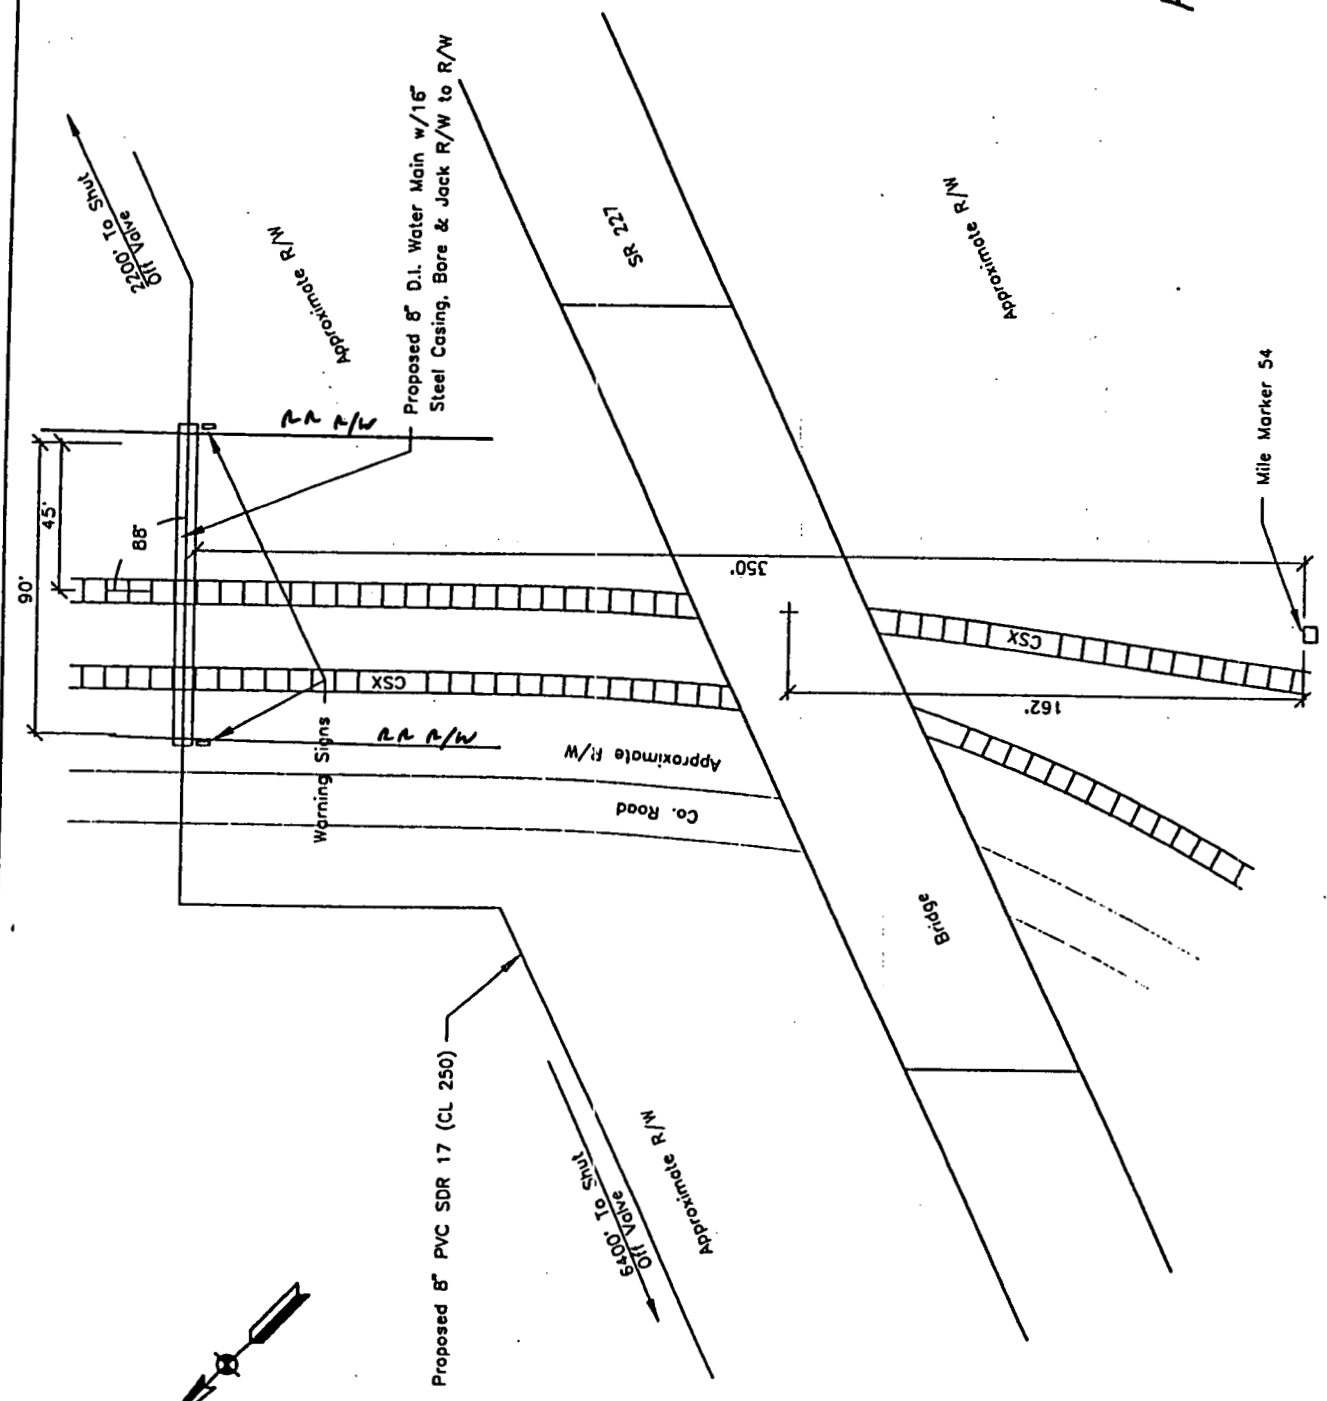 2200' To Shut
Off Valve
Approximate R/W
Proposed 8" D.I. Water Main w/16"
Steel Casing, Bore & Jack R/W to R/W
SR 227
Approximate R/W
RR R/W
90'
45'
88°
350'
Mile Marker 54
CSX
CSX
162'
Warning Signs
RR R/W
Approximate R/W
Co. Road
Bridge
Proposed 8" PVC SDR 17 (CL 250)
6400' To Shut
Off Valve
Approximate R/W